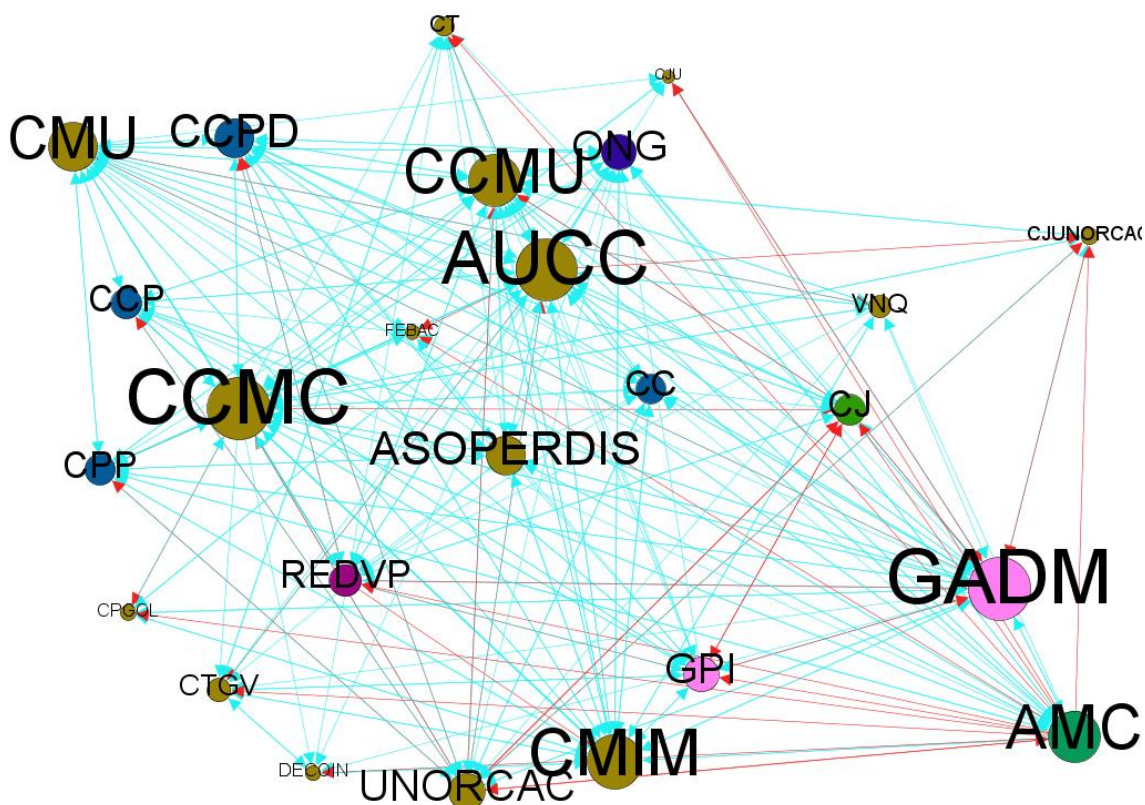 CT
CJU
CMU
CCPD
CCMU
ONG
CJUNORCAC
AUCC
CCP
VNQ
FEBAC
CCMC
CC
CJ
ASOPERDIS
CPP
REDVP
GADM
CPGOL
GPI
CTGV
AMC
CMIM
DECOIN
UNORCAC